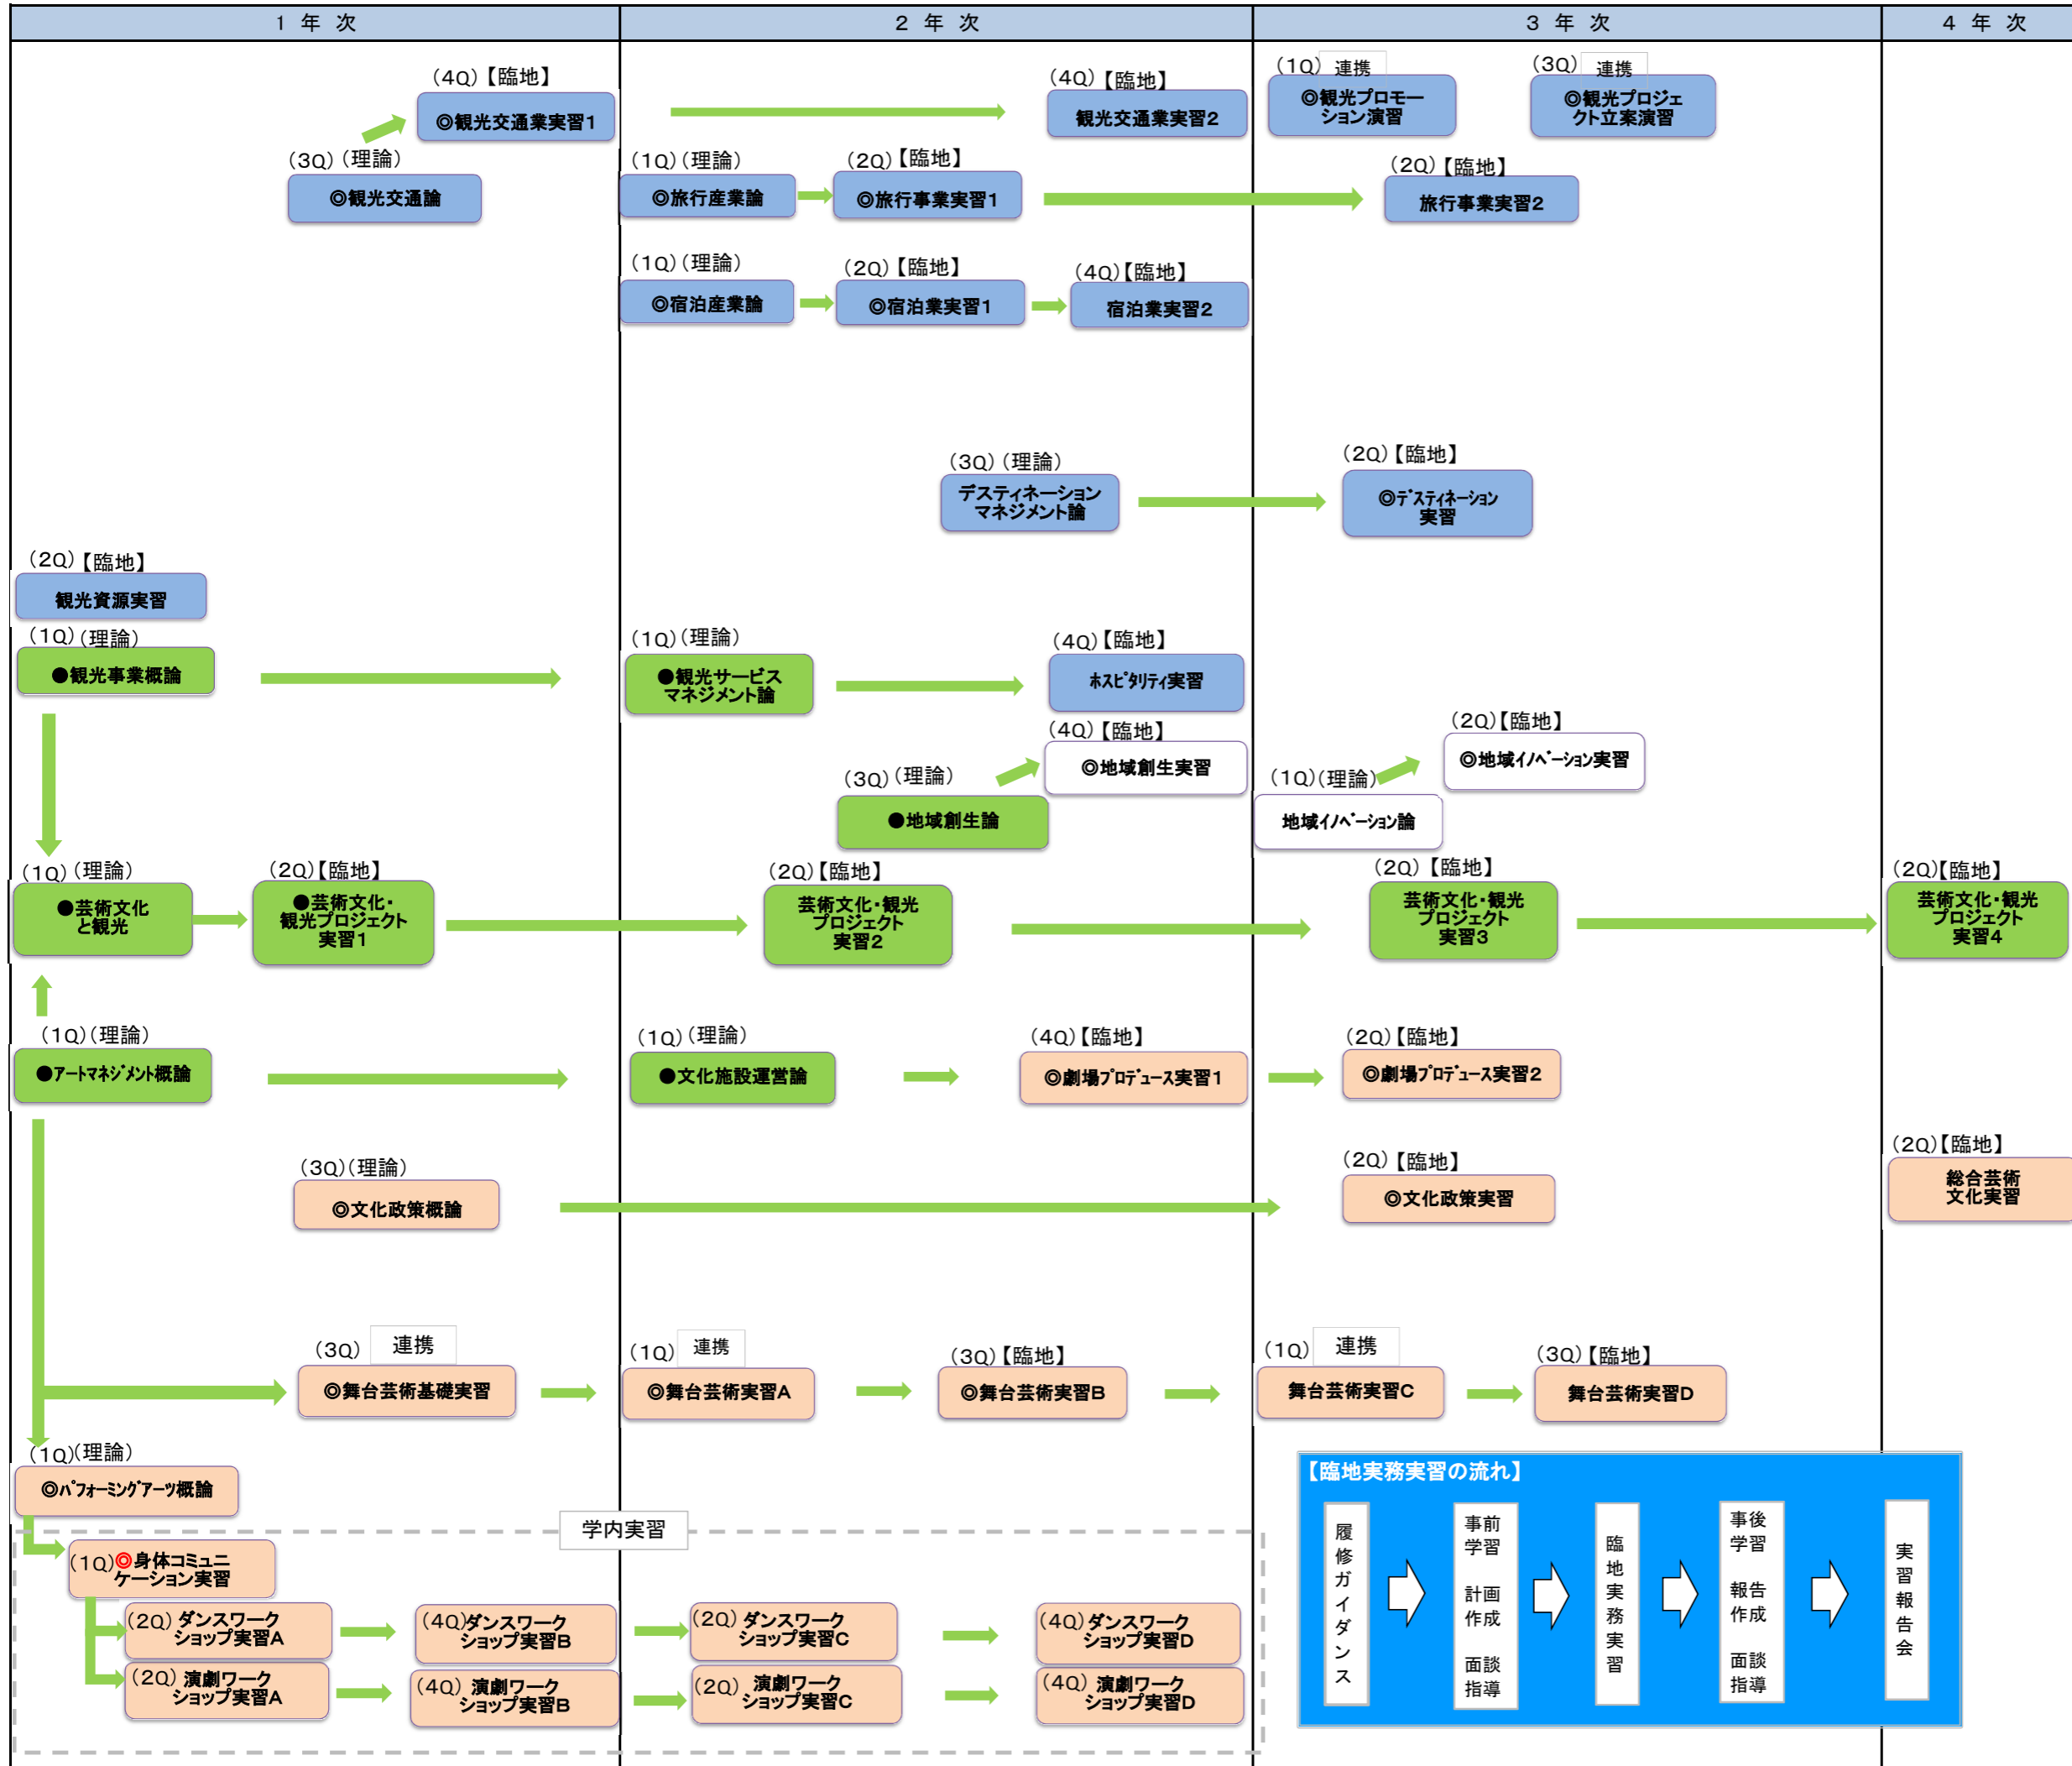 1 年 次
2 年 次
3 年 次
4 年 次
(4Q)【臨地】
◎観光交通業実習1
(4Q)【臨地】
観光交通業実習2
(1Q) 連携
◎観光プロモー
ション演習
(3Q) 連携
◎観光プロジェ
クト立案演習
(3Q)(理論)
◎観光交通論
(1Q)(理論)
◎旅行産業論
(2Q)【臨地】
◎旅行事業実習1
(2Q)【臨地】
旅行事業実習2
(1Q)(理論)
◎宿泊産業論
(2Q)【臨地】
◎宿泊業実習1
(4Q)【臨地】
宿泊業実習2
(3Q)(理論)
デスティネーション
マネジメント論
(2Q)【臨地】
◎デスティネーション
実習
(2Q)【臨地】
観光資源実習
(1Q)(理論)
●観光事業概論
(1Q)(理論)
●観光サービス
マネジメント論
(4Q)【臨地】
ホスピタリティ実習
(4Q)【臨地】
◎地域創生実習
(3Q)(理論)
●地域創生論
(2Q)【臨地】
◎地域イノベーション実習
(1Q)(理論)
地域イノベーション論
(1Q)(理論)
●芸術文化
と観光
(2Q)【臨地】
●芸術文化・
観光プロジェクト
実習1
(2Q)【臨地】
芸術文化・観光
プロジェクト
実習2
(2Q)【臨地】
芸術文化・観光
プロジェクト
実習3
(2Q)【臨地】
芸術文化・観光
プロジェクト
実習4
(1Q)(理論)
●アートマネジメント概論
(1Q)(理論)
●文化施設運営論
(4Q)【臨地】
◎劇場プロデュース実習1
(2Q)【臨地】
◎劇場プロデュース実習2
(3Q)(理論)
◎文化政策概論
(2Q)【臨地】
◎文化政策実習
(2Q)【臨地】
総合芸術
文化実習
(3Q) 連携
◎舞台芸術基礎実習
(1Q) 連携
◎舞台芸術実習A
(3Q)【臨地】
◎舞台芸術実習B
(1Q) 連携
舞台芸術実習C
(3Q)【臨地】
舞台芸術実習D
(1Q)(理論)
◎パフォーミングアーツ概論
学内実習
(1Q)◎身体コミュニ
ケーション実習
(2Q) ダンスワーク
ショップ実習A
(4Q)ダンスワーク
ショップ実習B
(2Q) ダンスワーク
ショップ実習C
(4Q) ダンスワーク
ショップ実習D
(2Q) 演劇ワーク
ショップ実習A
(4Q) 演劇ワーク
ショップ実習B
(2Q) 演劇ワーク
ショップ実習C
(4Q) 演劇ワーク
ショップ実習D
【臨地実務実習の流れ】
履修ガイダンス
事前
学習
計画
作成
面談
指導
臨地実務実習
事後
学習
報告
作成
面談
指導
実習報告会